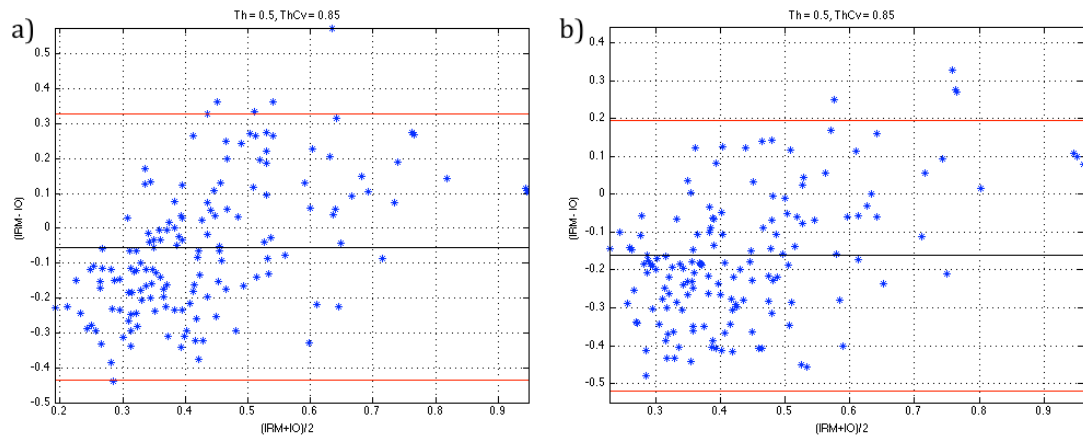 a)
Th = 0.5, ThCv = 0.85
(IRM- IO)
0.5
0.4
0.3
0.2
0.1
0
-0.1
-0.2
-0.3
-0.4
-0.5
0.2 0.3 0.4 0.5 0.6 0.7 0.8 0.9
(IRM+IO)/2
b)
Th = 0.5, ThCv = 0.85
(IRM- IO)
0.4
0.3
0.2
0.1
0
-0.1
-0.2
-0.3
-0.4
-0.5
0.3 0.4 0.5 0.6 0.7 0.8 0.9
(IRM+IO)/2